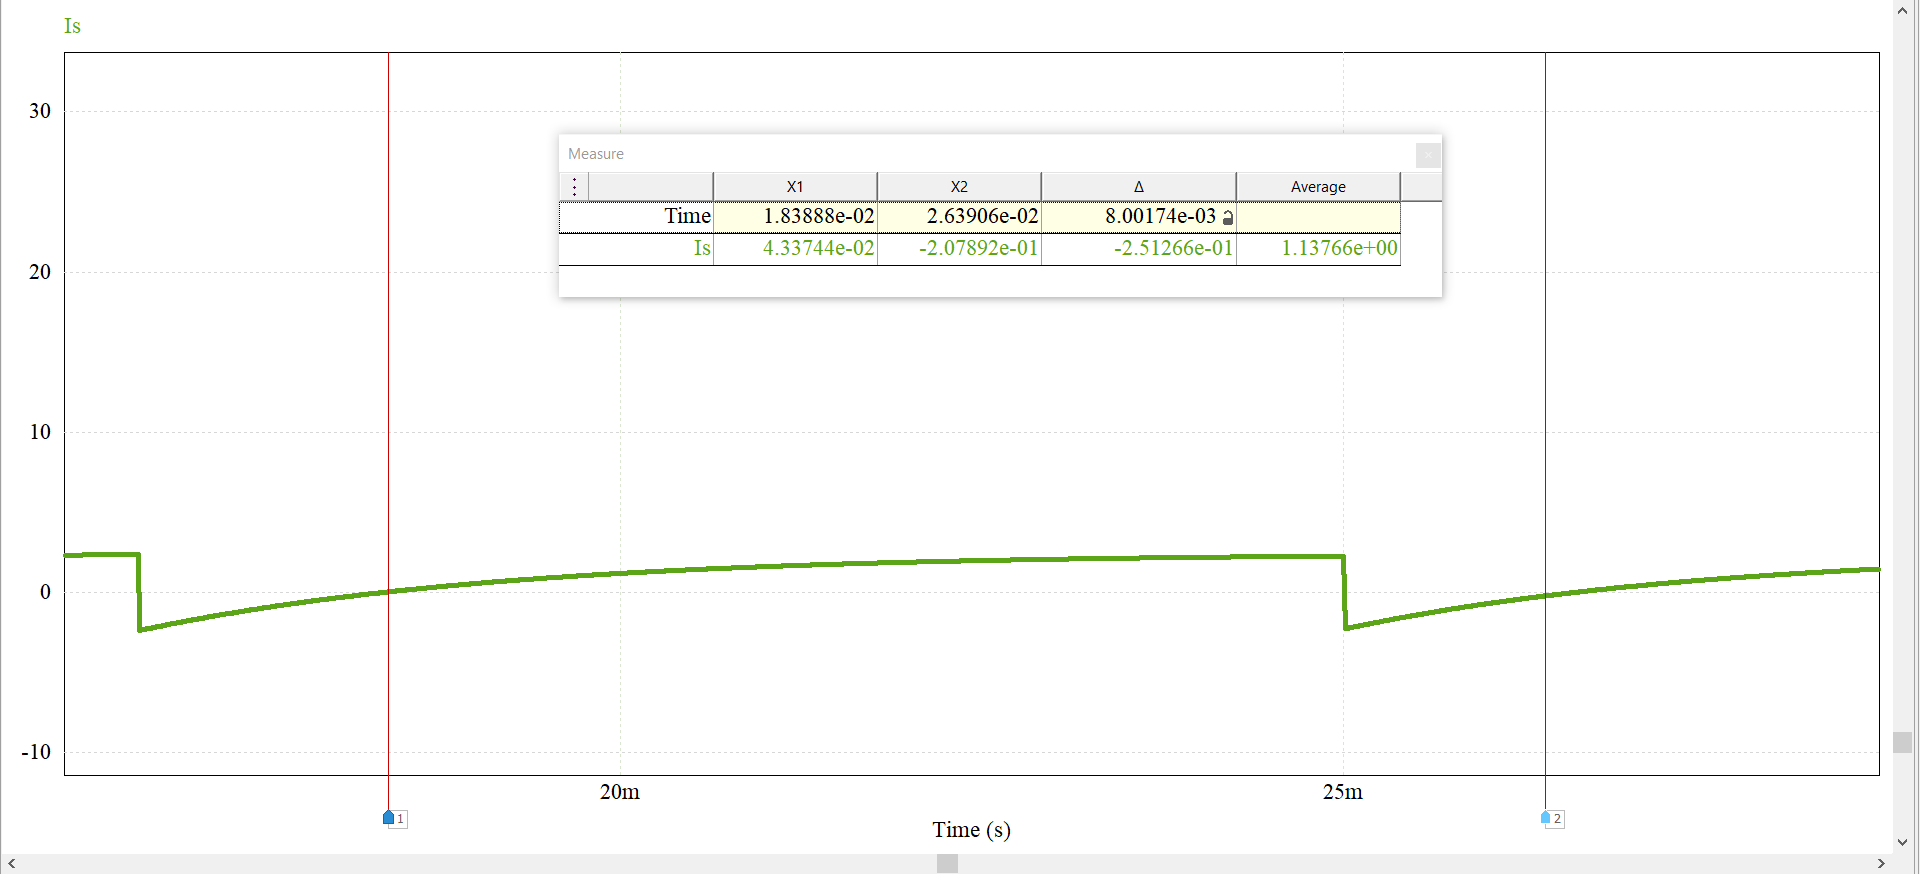 Is
30
20
10
0
-10
Measure
X1 X2 Δ Average
Time 1.83888e-02 2.63906e-02 8.00174e-03
Is 4.33744e-02 -2.07892e-01 -2.51266e-01 1.13766e+00
20m 25m
1 2
Time (s)